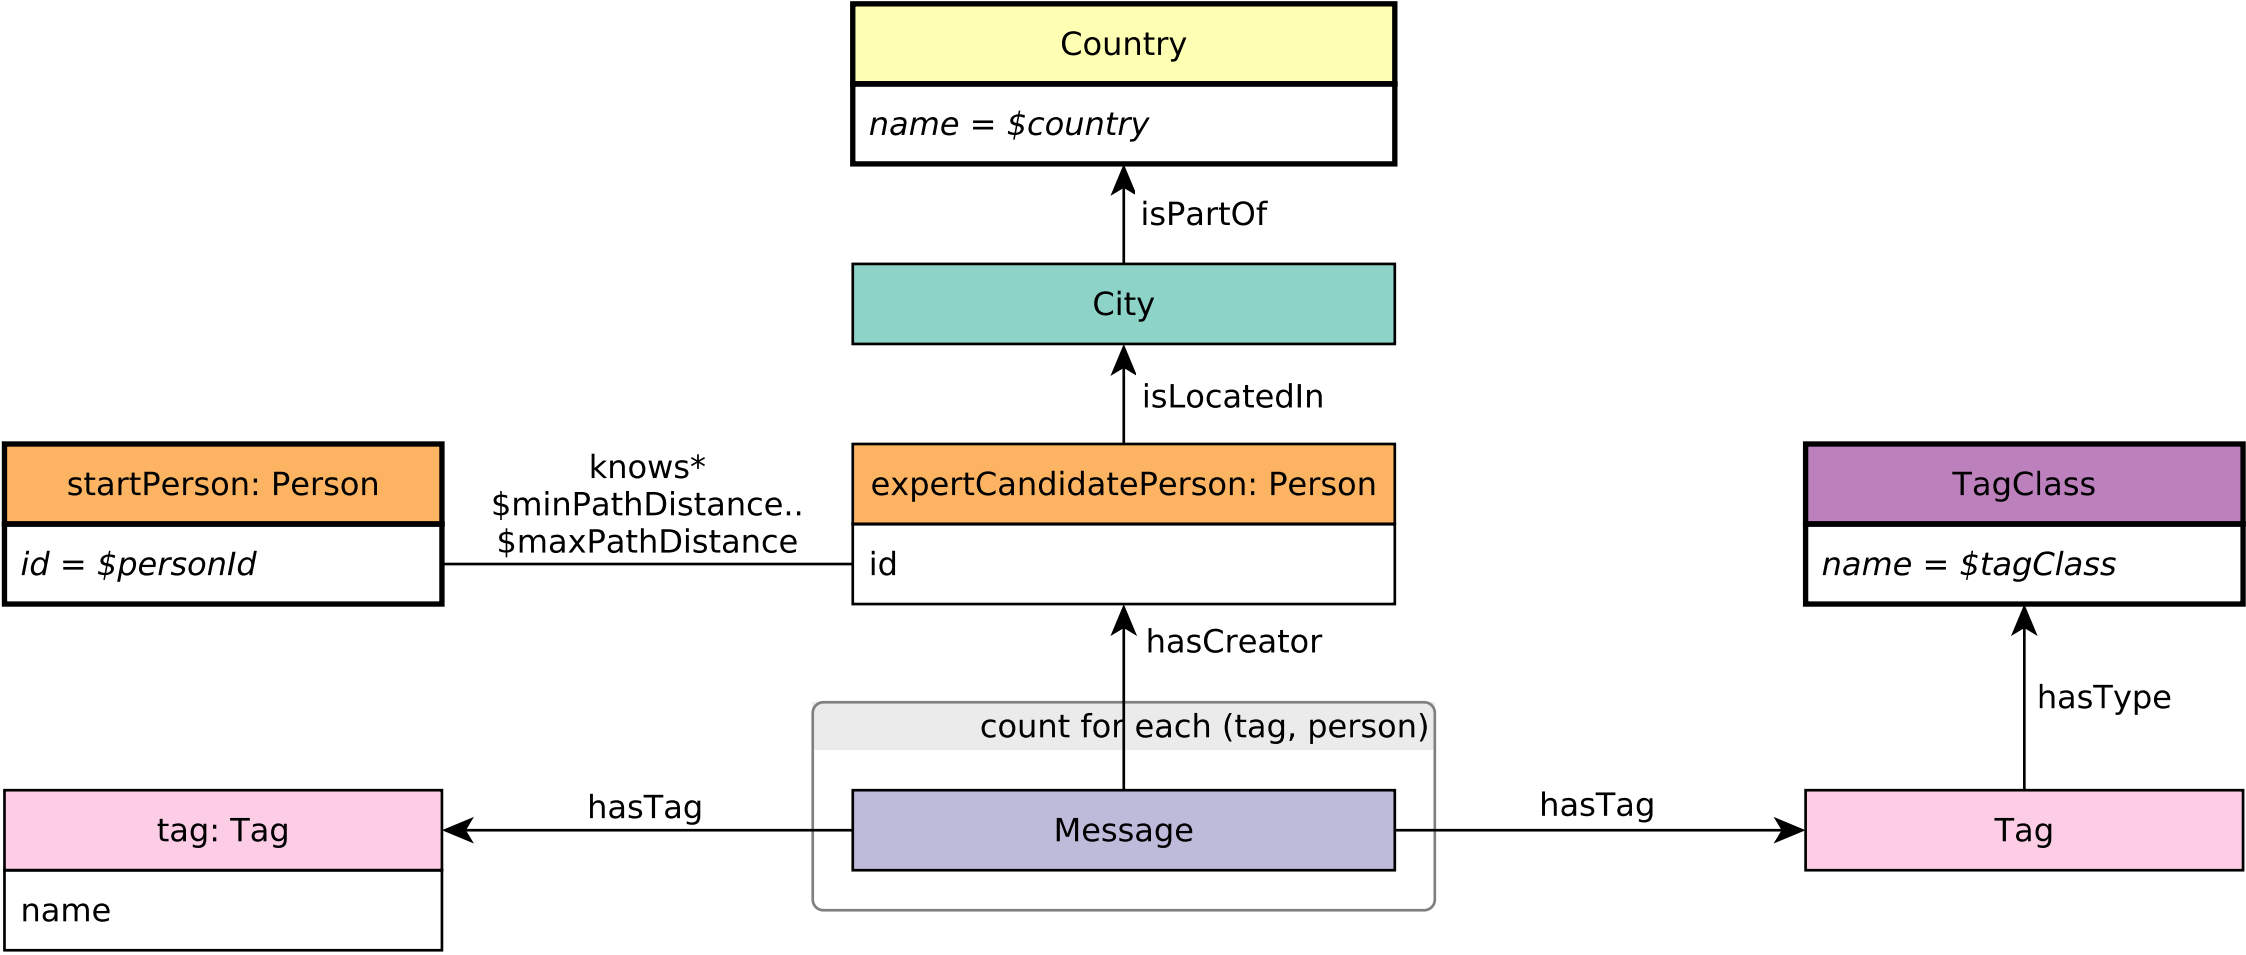 Country
name = $country
isPartOf
City
isLocatedIn
startPerson: Person
id = $personId
knows*
$minPathDistance..
$maxPathDistance
expertCandidatePerson: Person
id
TagClass
name = $tagClass
hasCreator
hasType
count for each (tag, person)
tag: Tag
name
hasTag
Message
hasTag
Tag